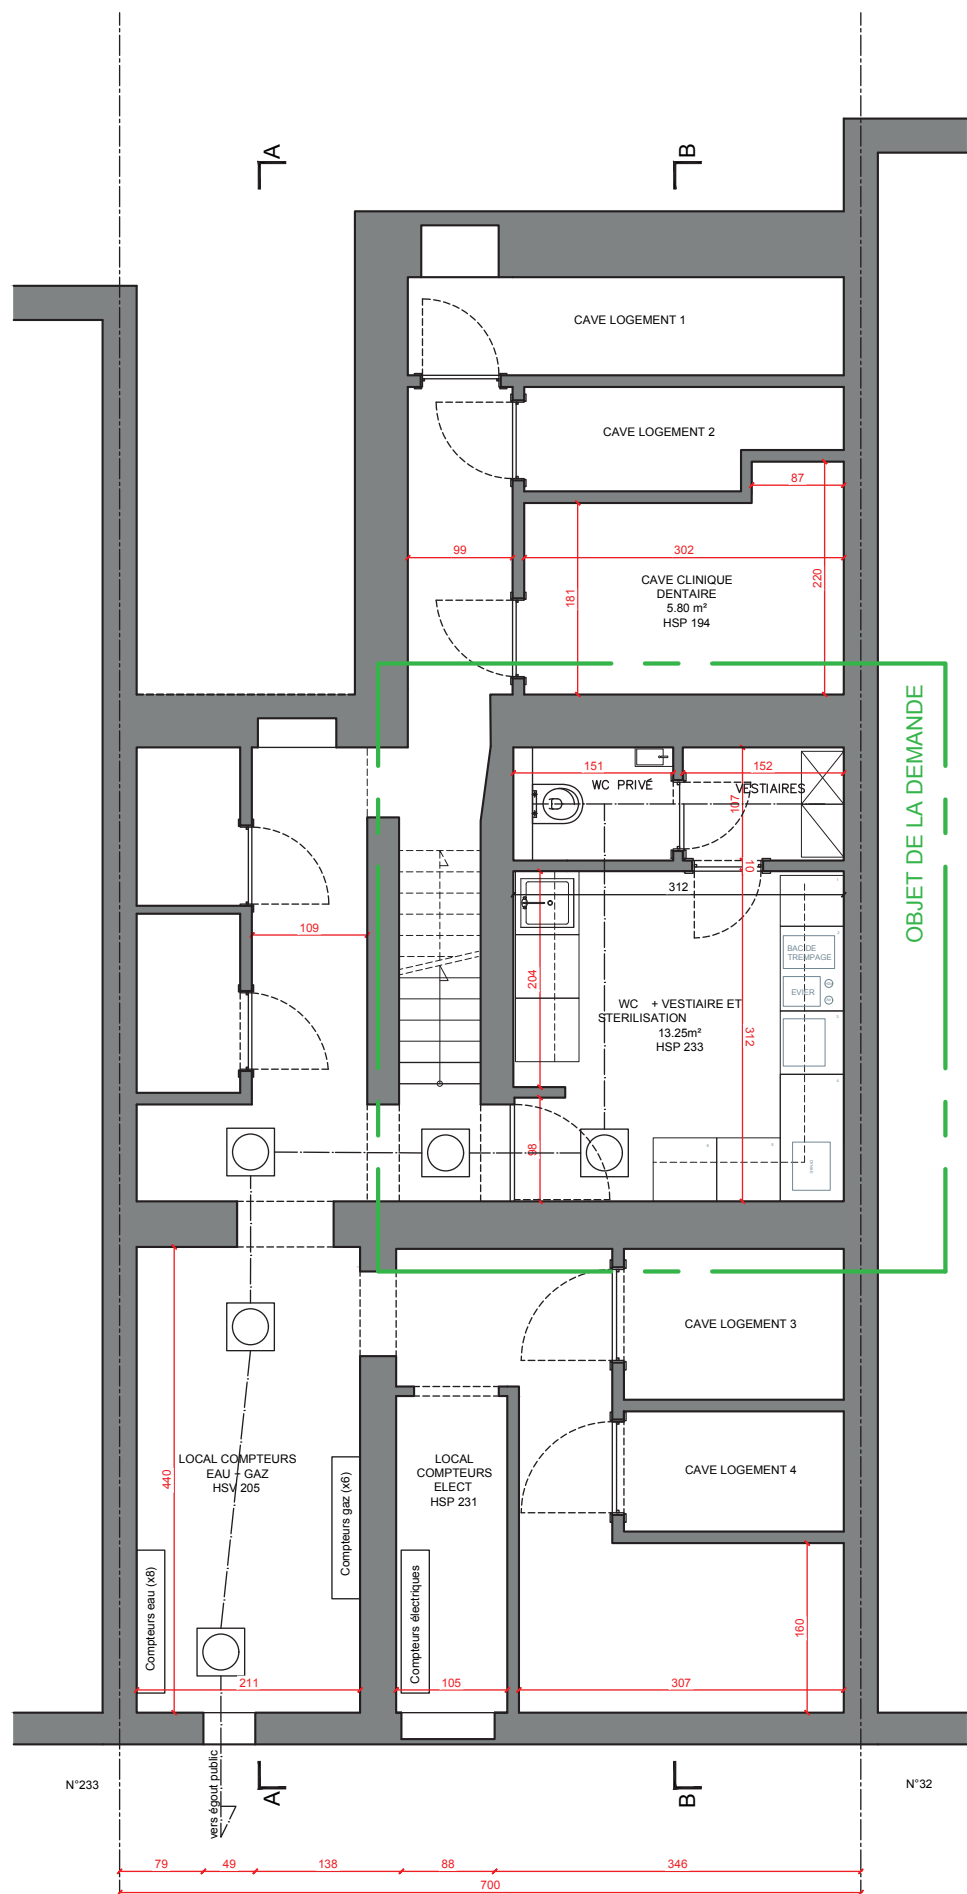 A
B
CAVE LOGEMENT 1
CAVE LOGEMENT 2
87
99
302
CAVE CLINIQUE
DENTAIRE
5.80 m²
HSP 194
181
220
OBJET DE LA DEMANDE
151
152
WC PRIVÉ
VESTIAIRES
107
10
312
109
204
BAC DE
TREMPAGE
EVIER
WC + VESTIAIRE ET
STERILISATION
13.25m²
HSP 233
312
98
CAVE LOGEMENT 3
CAVE LOGEMENT 4
LOCAL COMPTEURS
EAU - GAZ
HSV 205
LOCAL
COMPTEURS
ELECT
HSP 231
440
Compteurs gaz (x6)
Compteurs eau (x8)
Compteurs électriques
160
211
105
307
N°233
vers égout public
A
B
N°32
79
49
138
88
346
700